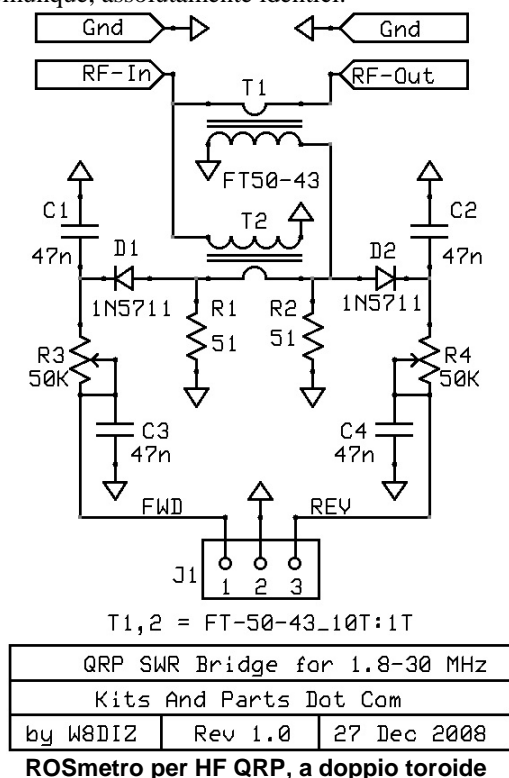 assolutamente identici.
Gnd Gnd
RF-In RF-Out
T1
FT50-43
T2
C1 C2
47n 47n
D1 D2
1N5711 1N5711
R1 R2
51 51
R3 R4
50K 50K
C3 C4
47n 47n
FWD REV
J1
1 2 3
T1,2 = FT-50-43_10T:1T
QRP SWR Bridge for 1.8-30 MHz
Kits And Parts Dot Com
by W8DIZ Rev 1.0 27 Dec 2008
ROSmetro per HF QRP, a doppio toroide